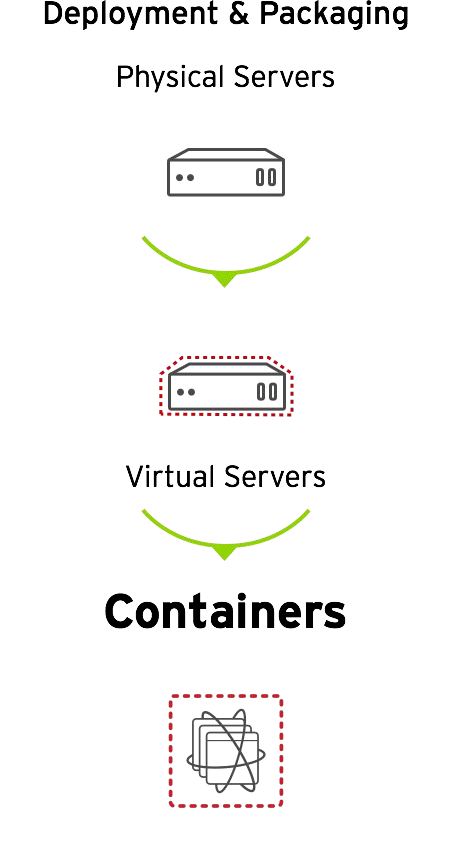 Deployment & Packaging
Physical Servers
Virtual Servers
Containers